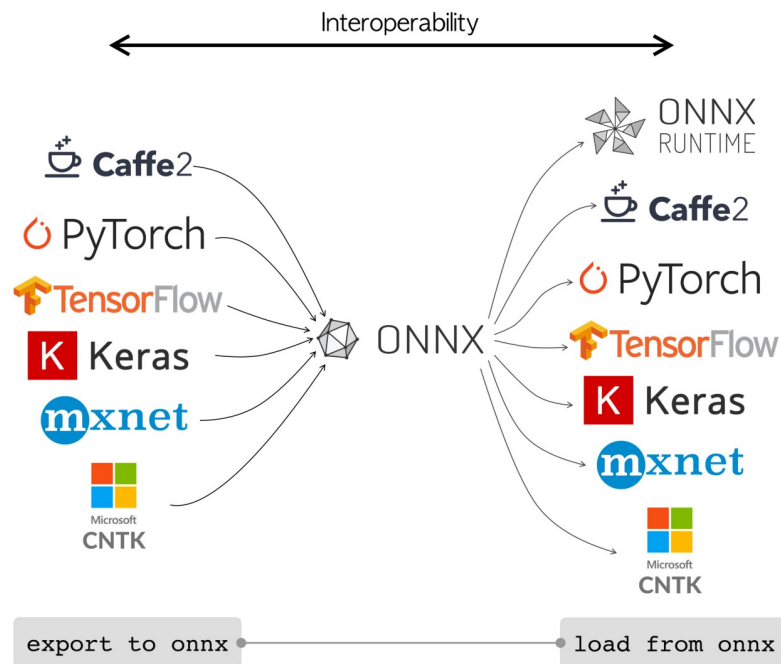 Interoperability
Caffe2
PyTorch
TensorFlow
K Keras
mxnet
Microsoft
CNTK
ONNX
ONNX
RUNTIME
Caffe2
PyTorch
TensorFlow
K Keras
mxnet
Microsoft
CNTK
export to onnx
load from onnx